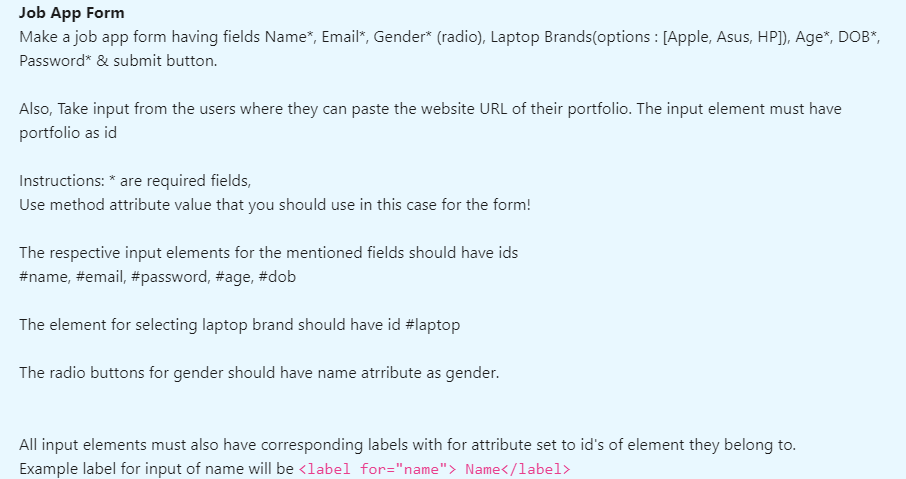 Job App Form
Make a job app form having fields Name*, Email*, Gender* (radio), Laptop Brands(options : [Apple, Asus, HP]), Age*, DOB*,
Password* & submit button.
Also, Take input from the users where they can paste the website URL of their portfolio. The input element must have
portfolio as id
Instructions: * are required fields,
Use method attribute value that you should use in this case for the form!
The respective input elements for the mentioned fields should have ids
#name, #email, #password, #age, #dob
The element for selecting laptop brand should have id #laptop
The radio buttons for gender should have name atrribute as gender.
All input elements must also have corresponding labels with for attribute set to id's of element they belong to.
Example label for input of name will be <label for="name"> Name</label>